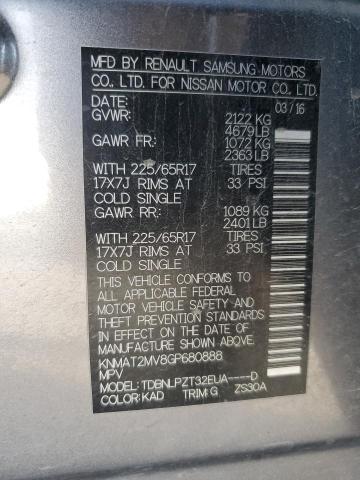 MFD BY RENAULT SAMSUNG MOTORS
CO., LTD. FOR NISSAN MOTOR CO., LTD.
DATE: 03/16
GVWR: 2122 KG
4679 LB
GAWR FR: 1072 KG
2363 LB
WITH 225/65R17 TIRES
17X7J RIMS AT 33 PSI
COLD SINGLE
GAWR RR: 1089 KG
2401 LB
WITH 225/65R17 TIRES
17X7J RIMS AT 33 PSI
COLD SINGLE
THIS VEHICLE CONFORMS TO
ALL APPLICABLE FEDERAL
MOTOR VEHICLE SAFETY AND
THEFT PREVENTION STANDARDS
IN EFFECT ON THE DATE OF
MANUFACTURE SHOWN ABOVE.
KNMAT2MV8GP680888
MPV
MODEL: TDBNLPZT32EUA----D
COLOR: KAD TRIM: G ZS30A